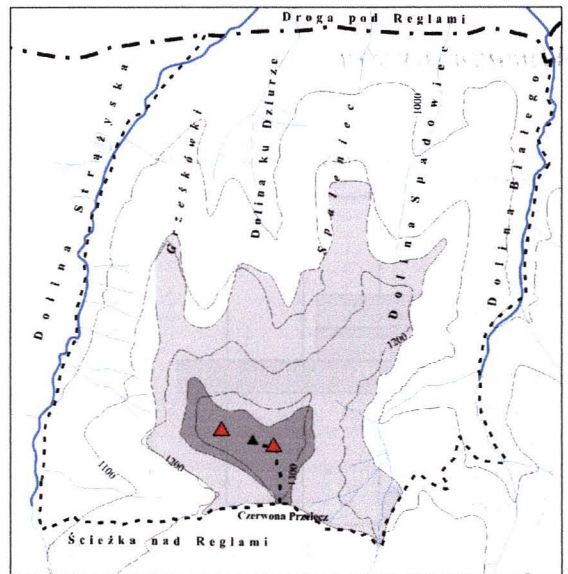 Droga pod Reglami
Dolina Strążyska
Grześkówki
Dolina ku Dziurze
Spaleniec
1000
Dolina Spadowiec
Dolina Białego
1200
1100
1200
1300
Czerwona Przełęcz
Ścieżka nad Reglami